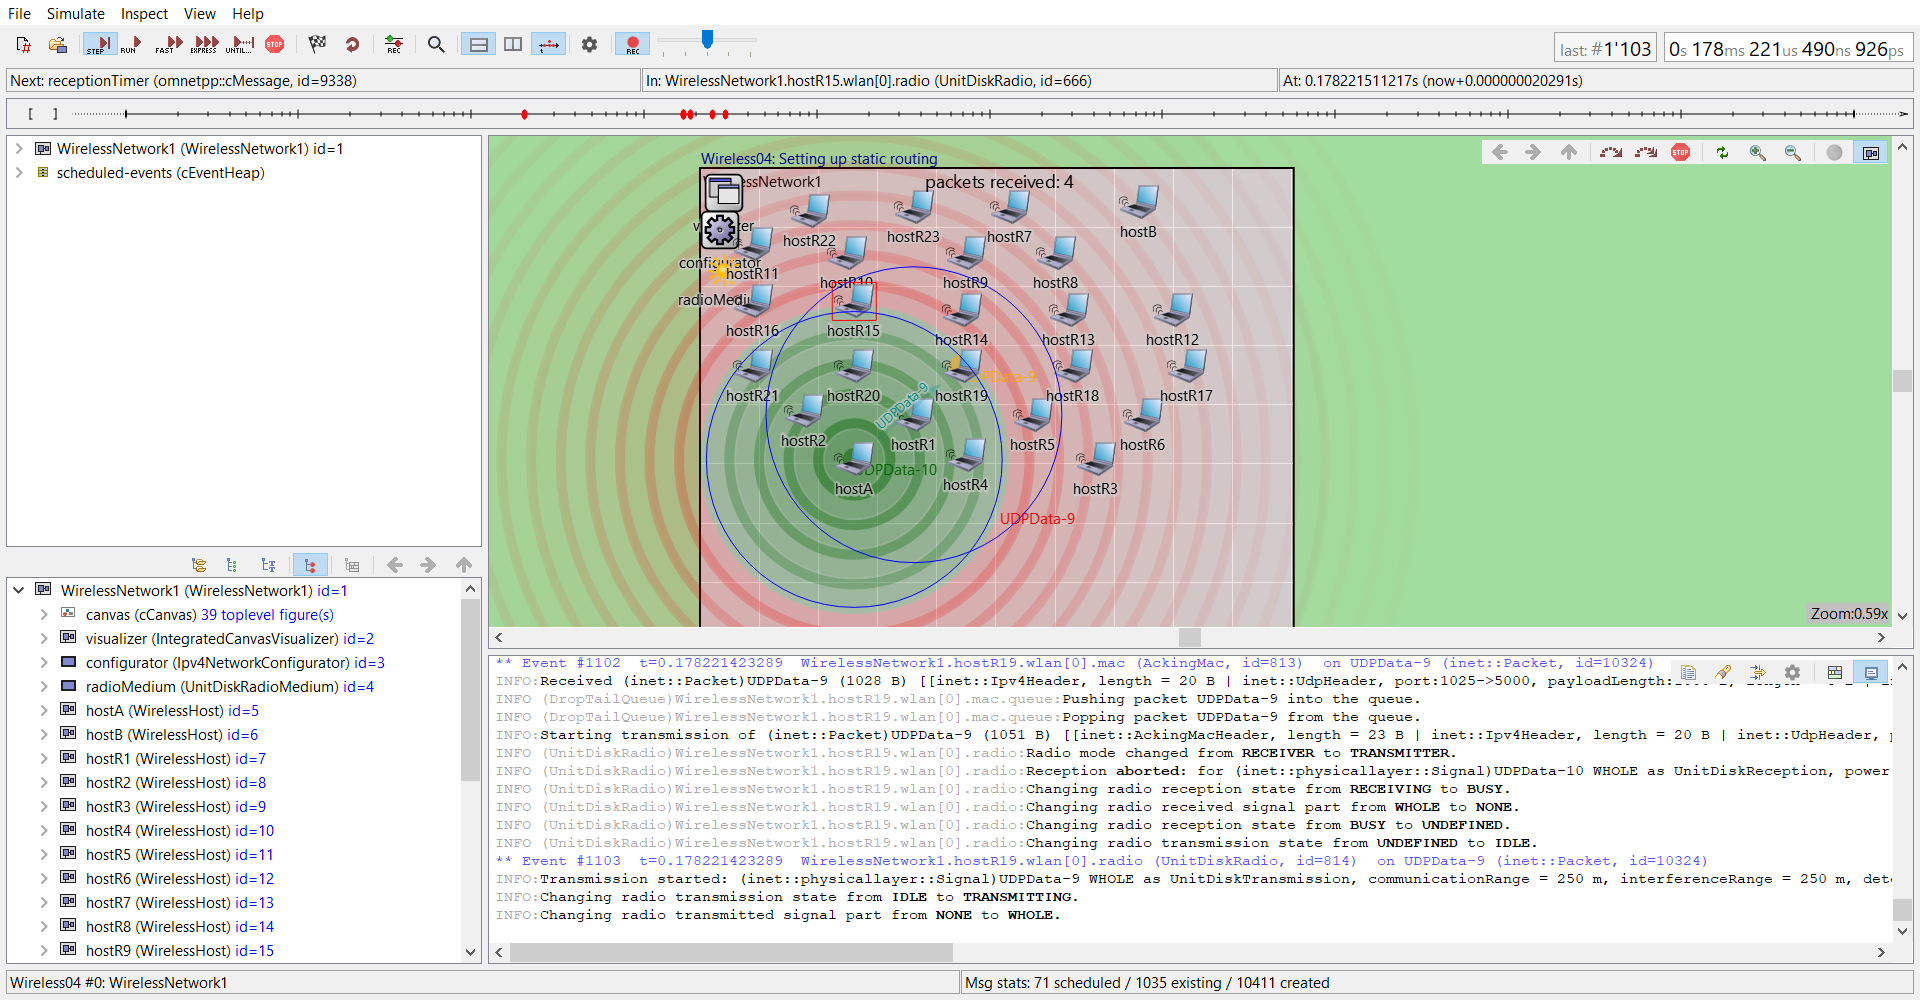 File Simulate Inspect View Help
STEP RUN FAST EXPRESS UNTIL... STOP REC REC
last: #1'103 0s 178ms 221us 490ns 926ps
Next: receptionTimer (omnetpp::cMessage, id=9338) In: WirelessNetwork1.hostR15.wlan[0].radio (UnitDiskRadio, id=666) At: 0.178221511217s (now+0.000000020291s)
WirelessNetwork1 (WirelessNetwork1) id=1
scheduled-events (cEventHeap)
WirelessNetwork1 (WirelessNetwork1) id=1
canvas (cCanvas) 39 toplevel figure(s)
visualizer (IntegratedCanvasVisualizer) id=2
configurator (Ipv4NetworkConfigurator) id=3
radioMedium (UnitDiskRadioMedium) id=4
hostA (WirelessHost) id=5
hostB (WirelessHost) id=6
hostR1 (WirelessHost) id=7
hostR2 (WirelessHost) id=8
hostR3 (WirelessHost) id=9
hostR4 (WirelessHost) id=10
hostR5 (WirelessHost) id=11
hostR6 (WirelessHost) id=12
hostR7 (WirelessHost) id=13
hostR8 (WirelessHost) id=14
hostR9 (WirelessHost) id=15
STOP
Wireless04: Setting up static routing
packets received: 4
hostR22 hostR23 hostR7 hostB
configurator
hostR11 hostR10 hostR9 hostR8
hostR16 hostR15 hostR14 hostR13 hostR12
UDPData-9
hostR21 hostR20 hostR19 hostR18 hostR17
hostR2 hostR1 hostR5 hostR6
UDPData-10
hostA hostR4 hostR3
UDPData-9
Zoom:0.59x
** Event #1102 t=0.178221423289 WirelessNetwork1.hostR19.wlan[0].mac (AckingMac, id=813) on UDPData-9 (inet::Packet, id=10324)
INFO:Received (inet::Packet)UDPData-9 (1028 B) [[inet::Ipv4Header, length = 20 B | inet::UdpHeader, port:1025->5000, payloadLength:
INFO (DropTailQueue)WirelessNetwork1.hostR19.wlan[0].mac.queue:Pushing packet UDPData-9 into the queue.
INFO (DropTailQueue)WirelessNetwork1.hostR19.wlan[0].mac.queue:Popping packet UDPData-9 from the queue.
INFO:Starting transmission of (inet::Packet)UDPData-9 (1051 B) [[inet::AckingMacHeader, length = 23 B | inet::Ipv4Header, length = 20 B | inet::UdpHeader, p
INFO (UnitDiskRadio)WirelessNetwork1.hostR19.wlan[0].radio:Radio mode changed from RECEIVER to TRANSMITTER.
INFO (UnitDiskRadio)WirelessNetwork1.hostR19.wlan[0].radio:Reception aborted: for (inet::physicallayer::Signal)UDPData-10 WHOLE as UnitDiskReception, power
INFO (UnitDiskRadio)WirelessNetwork1.hostR19.wlan[0].radio:Changing radio reception state from RECEIVING to BUSY.
INFO (UnitDiskRadio)WirelessNetwork1.hostR19.wlan[0].radio:Changing radio received signal part from WHOLE to NONE.
INFO (UnitDiskRadio)WirelessNetwork1.hostR19.wlan[0].radio:Changing radio reception state from BUSY to UNDEFINED.
INFO (UnitDiskRadio)WirelessNetwork1.hostR19.wlan[0].radio:Changing radio transmission state from UNDEFINED to IDLE.
** Event #1103 t=0.178221423289 WirelessNetwork1.hostR19.wlan[0].radio (UnitDiskRadio, id=814) on UDPData-9 (inet::Packet, id=10324)
INFO:Transmission started: (inet::physicallayer::Signal)UDPData-9 WHOLE as UnitDiskTransmission, communicationRange = 250 m, interferenceRange = 250 m, det
INFO:Changing radio transmission state from IDLE to TRANSMITTING.
INFO:Changing radio transmitted signal part from NONE to WHOLE.
Wireless04 #0: WirelessNetwork1 Msg stats: 71 scheduled / 1035 existing / 10411 created